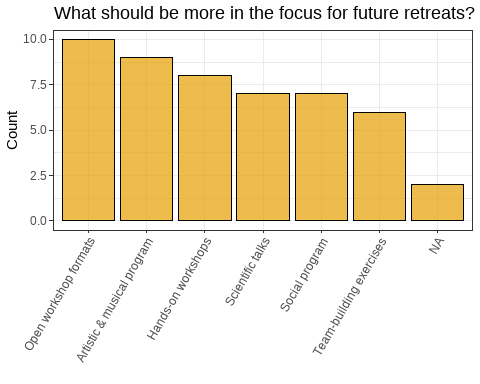 What should be more in the focus for future retreats?
Count
10.0
7.5
5.0
2.5
0.0
Open workshop formats
Artistic & musical program
Hands-on workshops
Scientific talks
Social program
Team-building exercises
NA